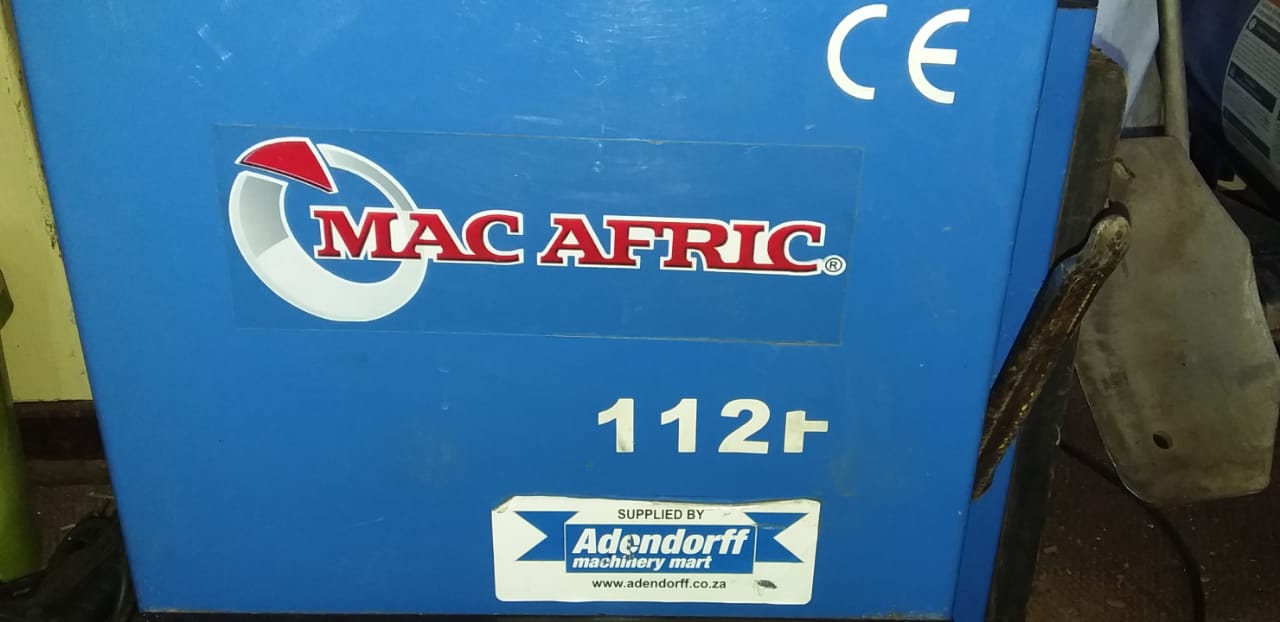 CE
MAC AFRIC®
112
SUPPLIED BY
Adendorff
machinery mart
www.adendorff.co.za